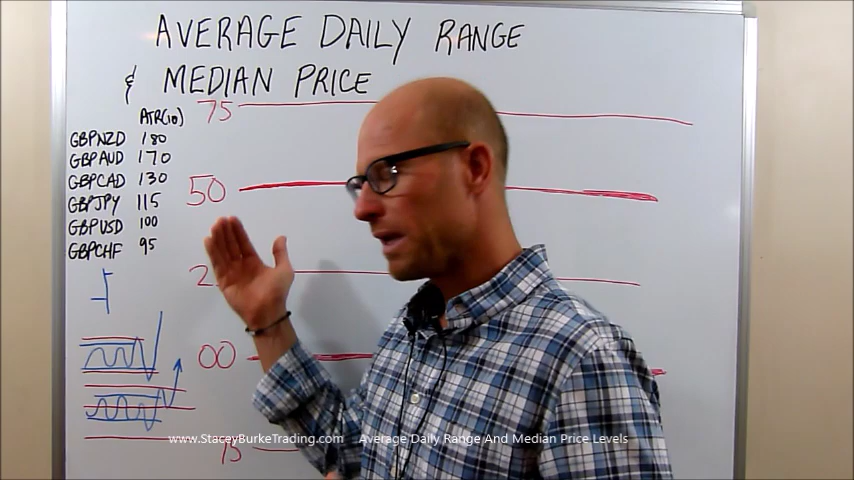 AVERAGE DAILY RANGE
& MEDIAN PRICE
ATR(10)
GBPNZD 180
GBPAUD 170
GBPCAD 130
GBPJPY 115
GBPUSD 100
GBPCHF 95
75
50
2
00
75
www.StaceyBurkeTrading.com Average Daily Range And Median Price Levels